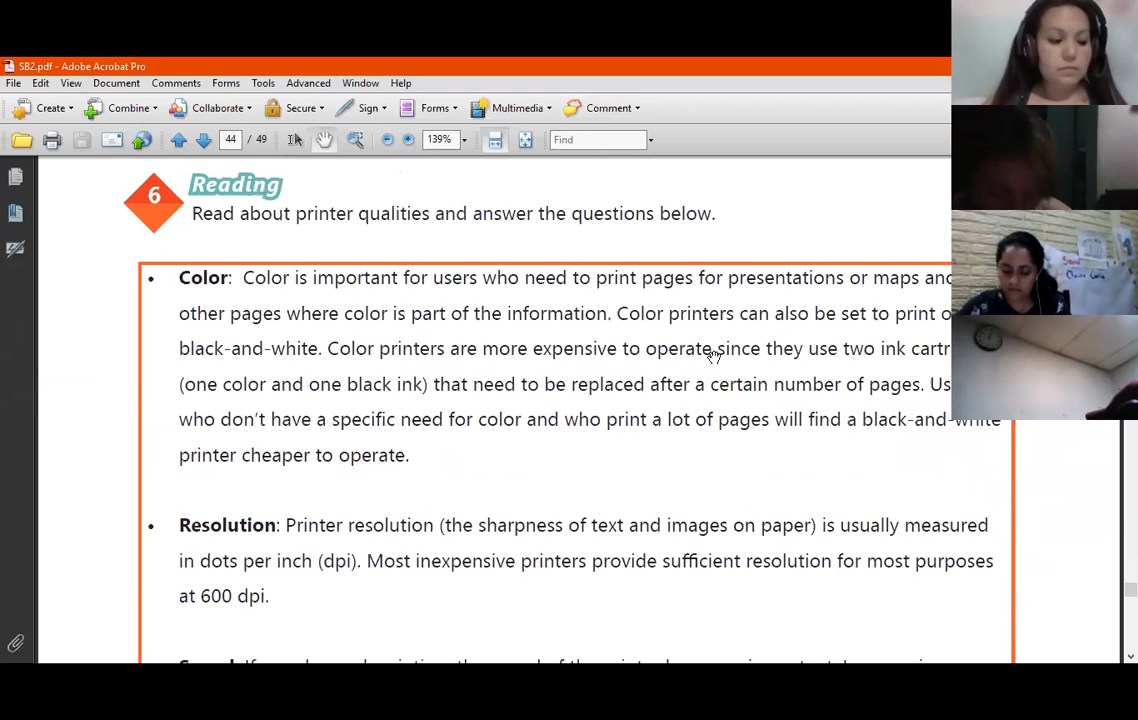 SB2.pdf - Adobe Acrobat Pro
File Edit View Document Comments Forms Tools Advanced Window Help
Create Combine Collaborate Secure Sign Forms Multimedia Comment
44 / 49 139% Find
6 Reading
Read about printer qualities and answer the questions below.
• Color: Color is important for users who need to print pages for presentations or maps and
other pages where color is part of the information. Color printers can also be set to print
black-and-white. Color printers are more expensive to operate since they use two ink
(one color and one black ink) that need to be replaced after a certain number of pages.
who don't have a specific need for color and who print a lot of pages will find a black-and-white
printer cheaper to operate.
• Resolution: Printer resolution (the sharpness of text and images on paper) is usually measured
in dots per inch (dpi). Most inexpensive printers provide sufficient resolution for most purposes
at 600 dpi.